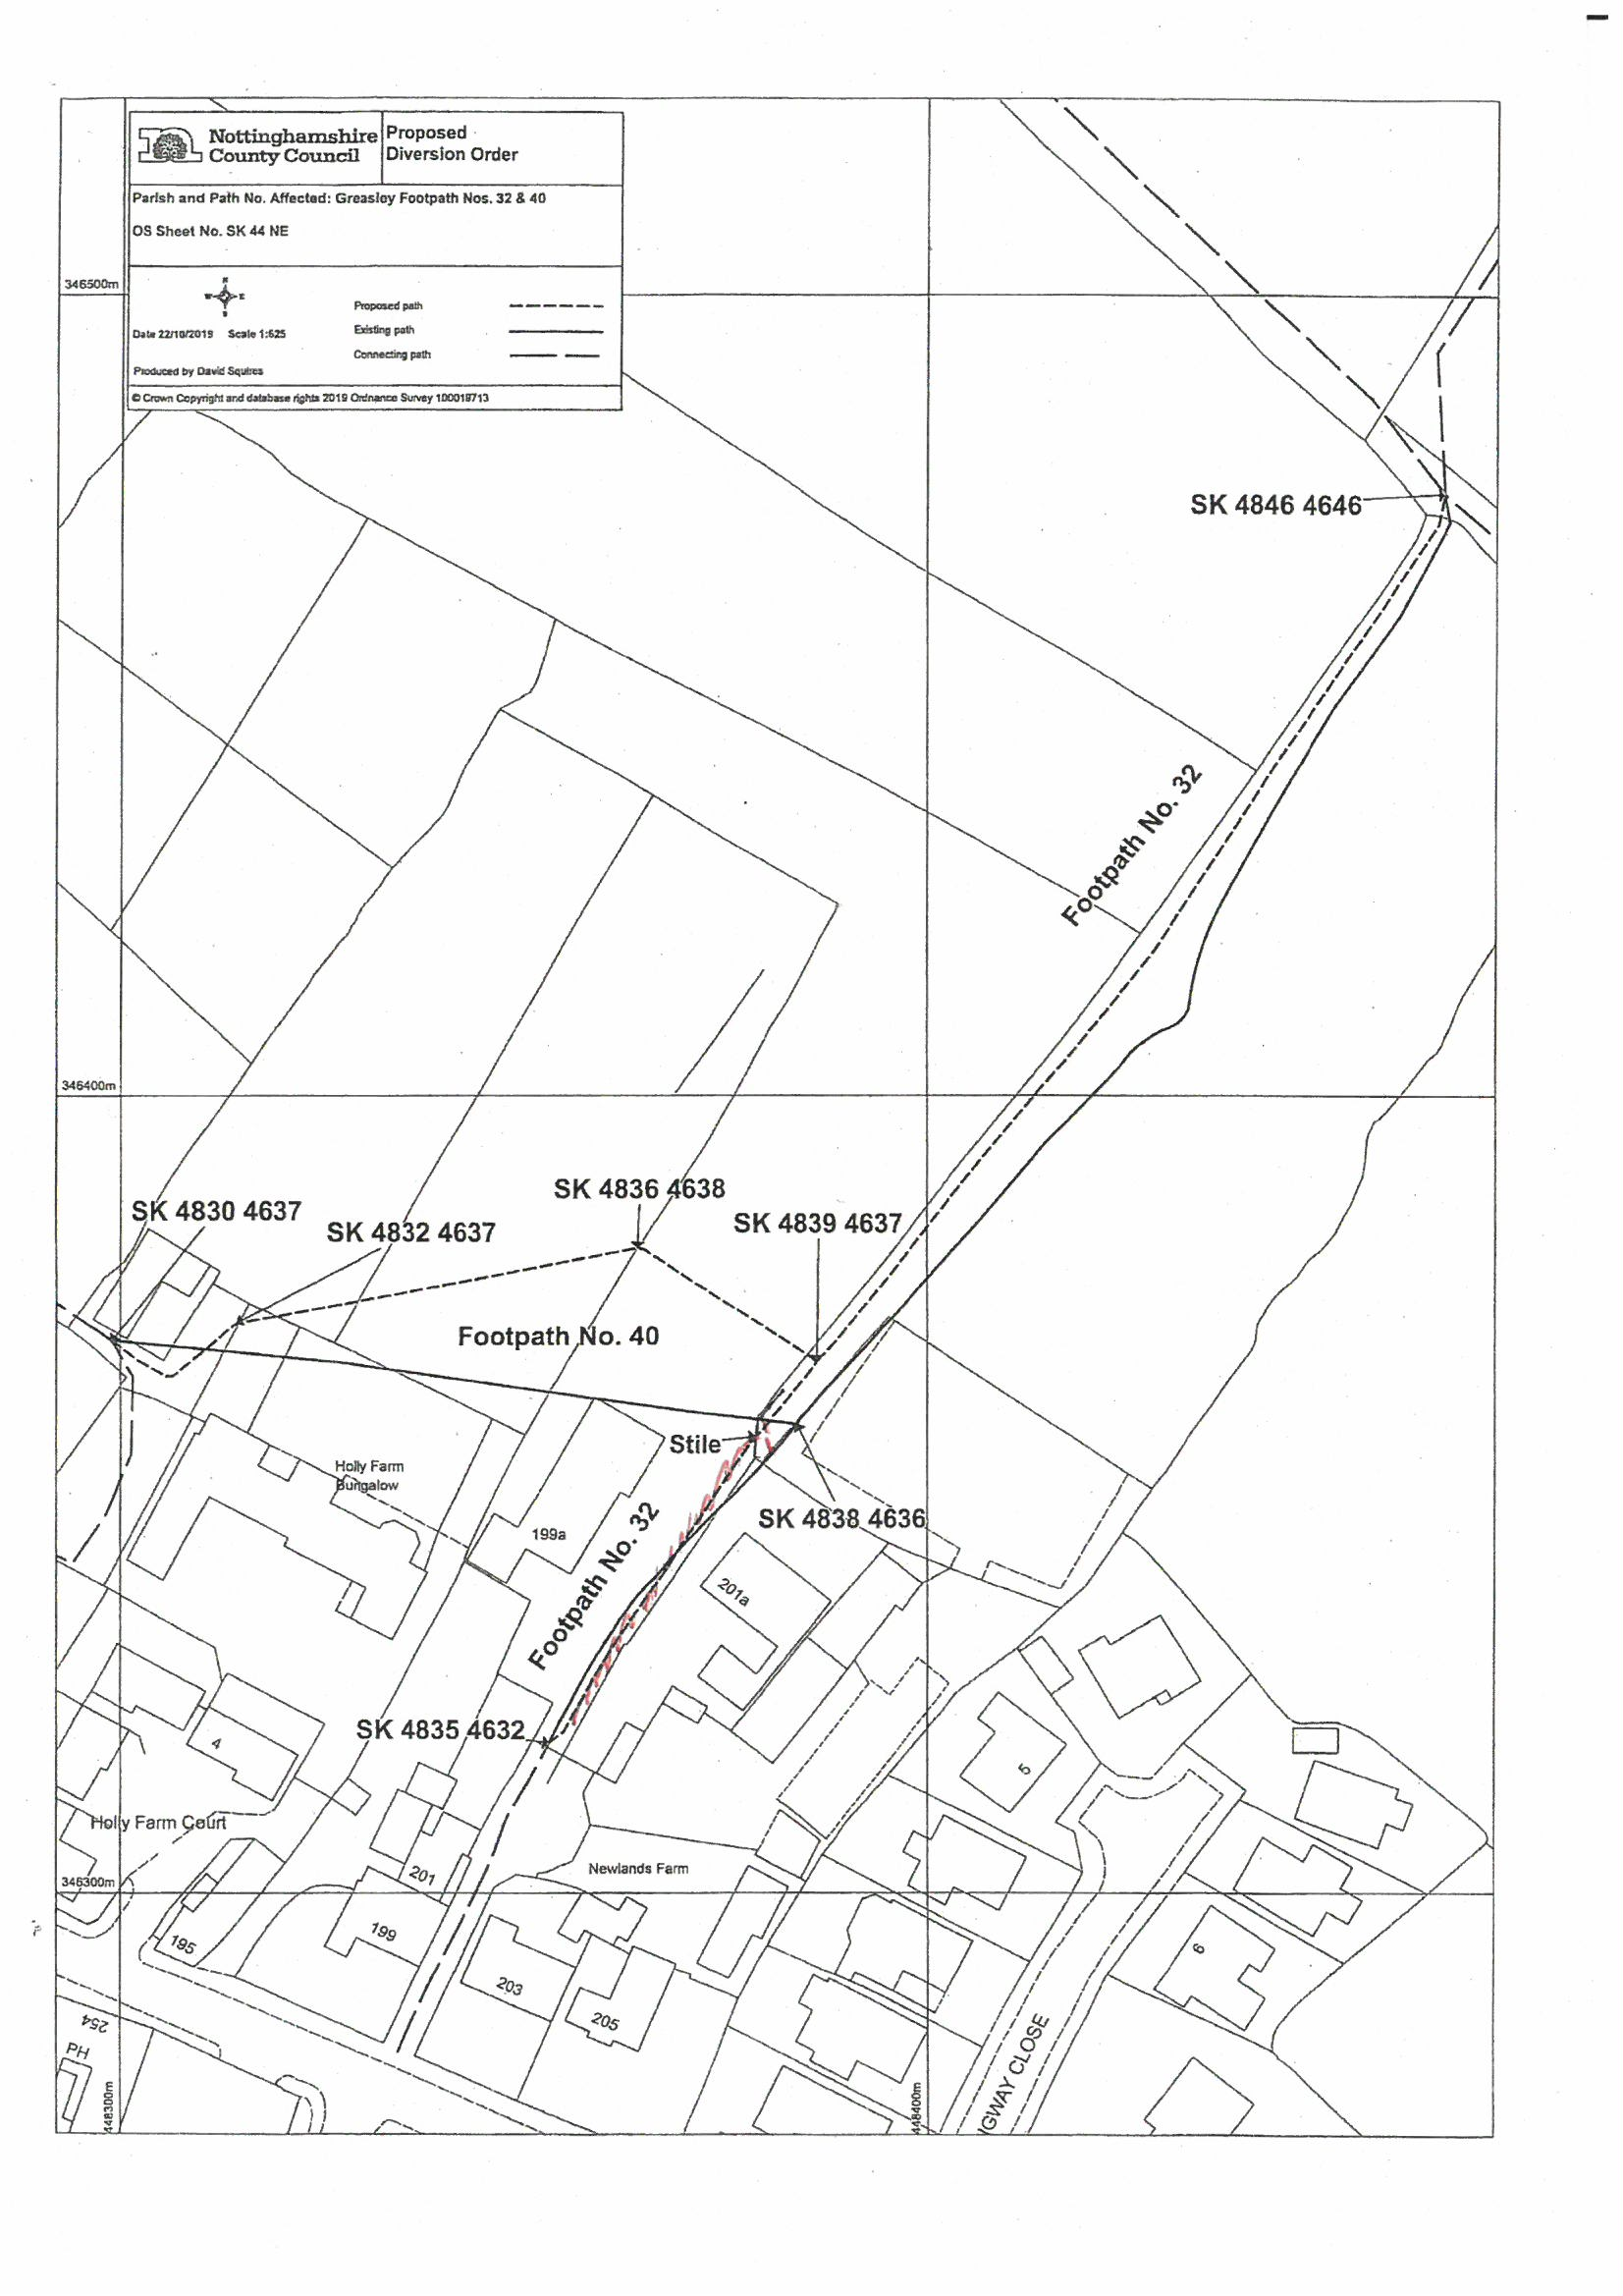 Nottinghamshire
County Council
Proposed
Diversion Order
Parish and Path No. Affected: Greasley Footpath Nos. 32 & 40
OS Sheet No. SK 44 NE
346500m
N
W
E
S
Proposed path
Existing path
Connecting path
Date 22/10/2019 Scale 1:625
Produced by David Squires
© Crown Copyright and database rights 2019 Ordnance Survey 100019713
SK 4846 4646
Footpath No. 32
346400m
SK 4836 4638
SK 4830 4637
SK 4839 4637
SK 4832 4637
Footpath No. 40
Stile
Holly Farm
Bungalow
SK 4838 4636
199a
Footpath No. 32
201a
SK 4835 4632
4
5
Holly Farm Court
201
Newlands Farm
346300m
199
195
6
203
205
254
PH
IGWAY CLOSE
448300m
448400m